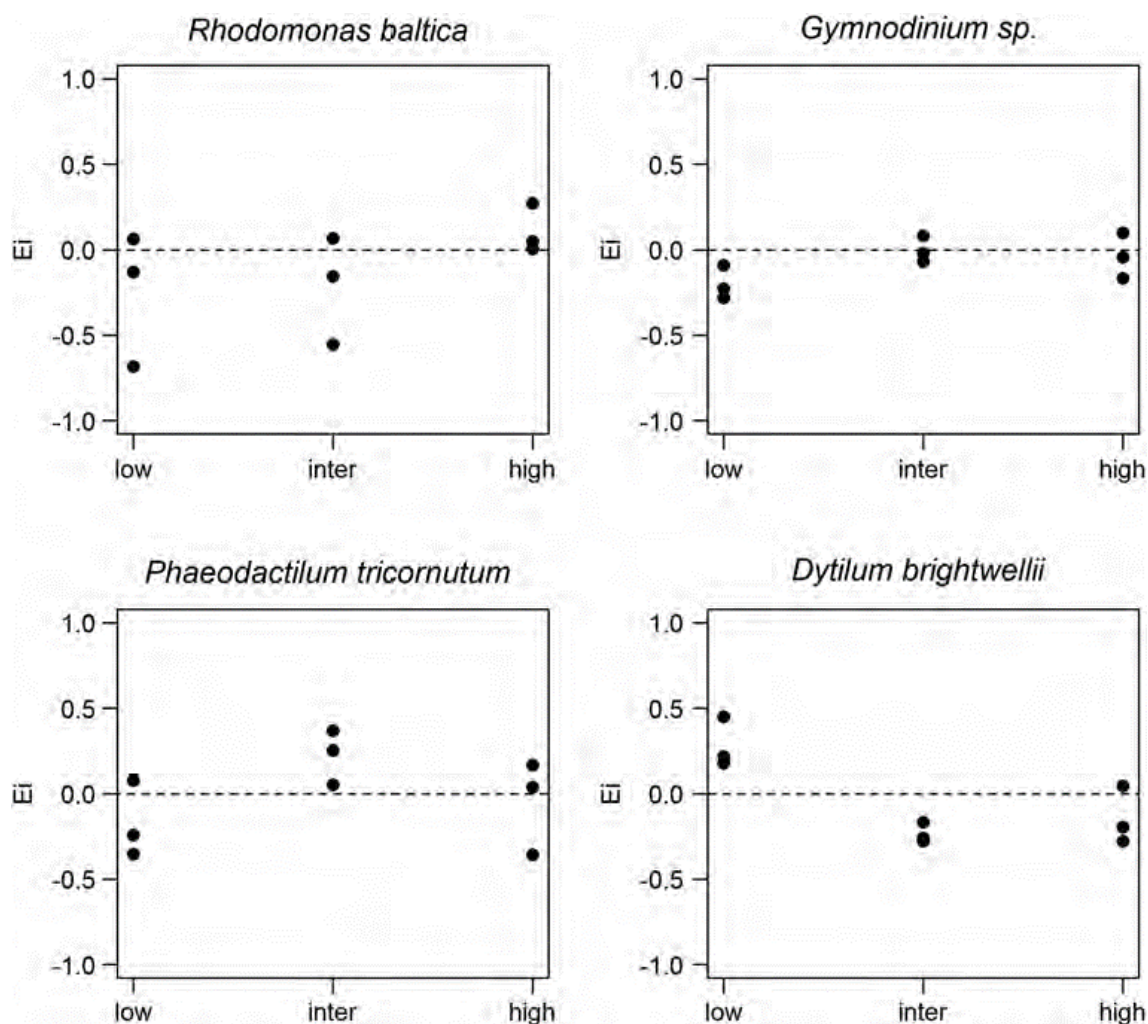 Rhodomonas baltica
1.0
0.5
0.0
-0.5
-1.0
Ei
low inter high
Gymnodinium sp.
1.0
0.5
0.0
-0.5
-1.0
Ei
low inter high
Phaeodactilum tricornutum
1.0
0.5
0.0
-0.5
-1.0
Ei
low inter high
Dytilum brightwellii
1.0
0.5
0.0
-0.5
-1.0
Ei
low inter high